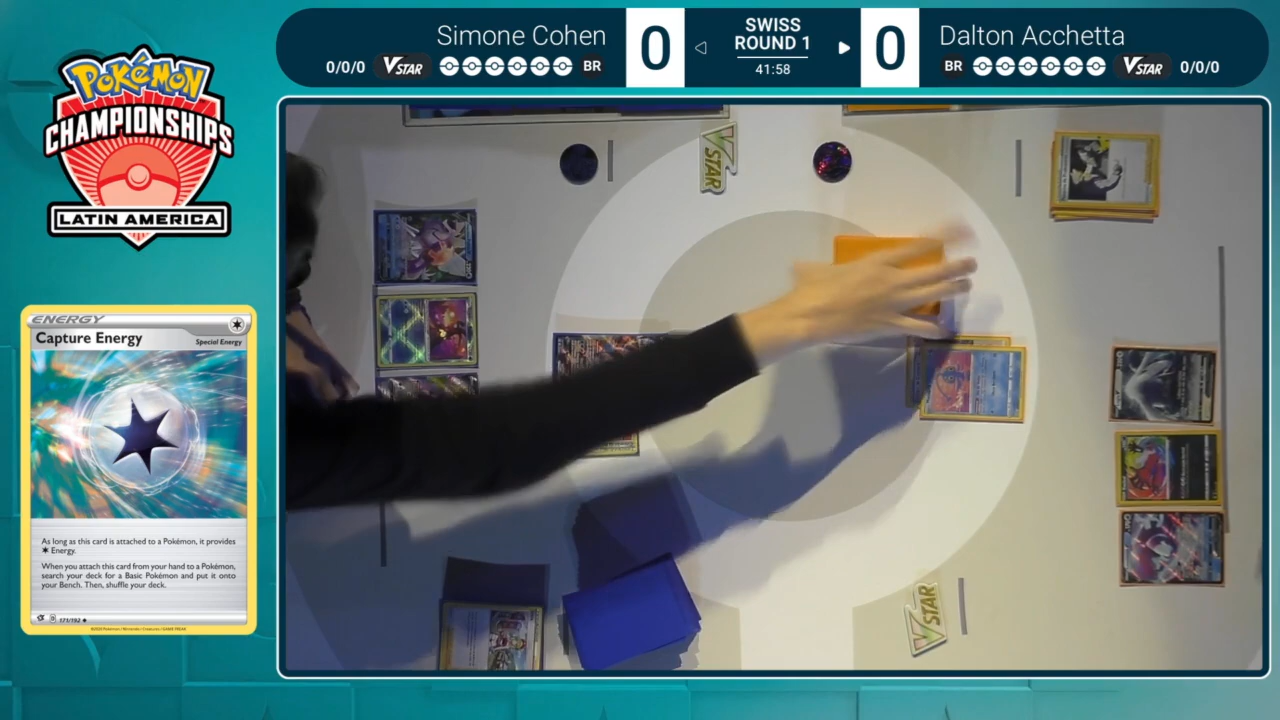 Simone Cohen
0
SWISS
ROUND 1
41:58
0
Dalton Acchetta
0/0/0
VSTAR
BR
BR
VSTAR
0/0/0
POKÉMON
CHAMPIONSHIPS
LATIN AMERICA
ENERGY
Capture Energy
Special Energy
As long as this card is attached to a Pokémon, it provides
Energy.
When you attach this card from your hand to a Pokémon,
search your deck for a Basic Pokémon and put it onto
your Bench. Then, shuffle your deck.
171/192
VSTAR
VSTAR